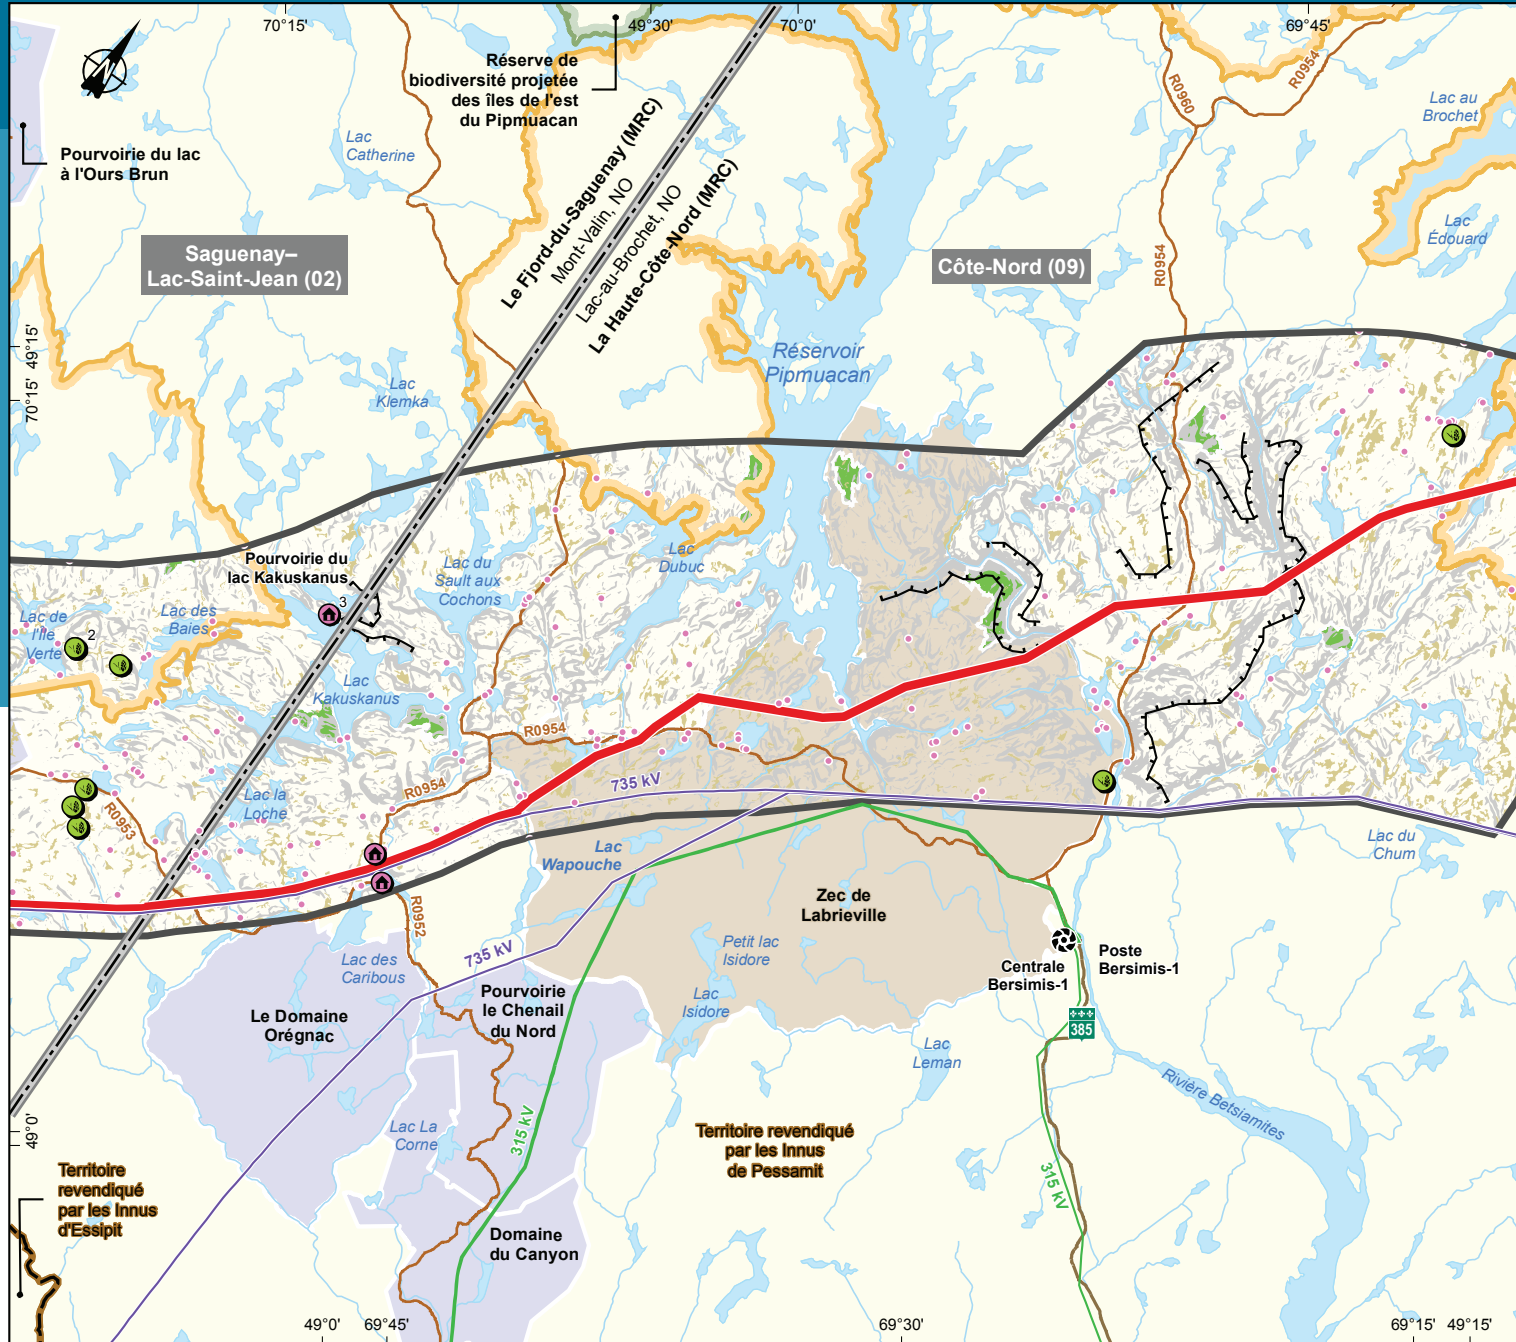 70°15'
49°30'
70°0'
69°45'
Réserve de
biodiversité projetée
des îles de l'est
du Pipmuacan
N
R0960
R0954
Lac au
Brochet
Lac
Catherine
Pourvoirie du lac
à l'Ours Brun
Le Fjord-du-Saguenay (MRC)
Mont-Valin, NO
Lac-au-Brochet, NO
La Haute-Côte-Nord (MRC)
Lac
Édouard
Saguenay–
Lac-Saint-Jean (02)
Côte-Nord (09)
R0954
49°15'
70°15'
Réservoir
Pipmuacan
Lac
Klemka
Pourvoirie du
lac Kakuskanus
3
Lac du
Sault aux
Cochons
Lac
Dubuc
Lac de
l'Île
Verte
2
Lac des
Baies
Lac
Kakuskanus
R0954
735 kV
R0954
Lac la
Loche
R0953
Lac
Wapouche
Lac du
Chum
Zec de
Labrieville
R0952
735 kV
Petit lac
Isidore
Lac
Isidore
Centrale
Bersimis-1
Poste
Bersimis-1
385
Lac des
Caribous
Pourvoirie
le Chenail
du Nord
Le Domaine
Orégnac
Lac
Leman
Rivière Betsiamites
315 kV
Lac La
Corne
Territoire revendiqué
par les Innus
de Pessamit
49°0'
Territoire
revendiqué
par les Innus
d'Essipit
315 kV
Domaine
du Canyon
49°0'
69°45'
69°30'
69°15'
49°15'